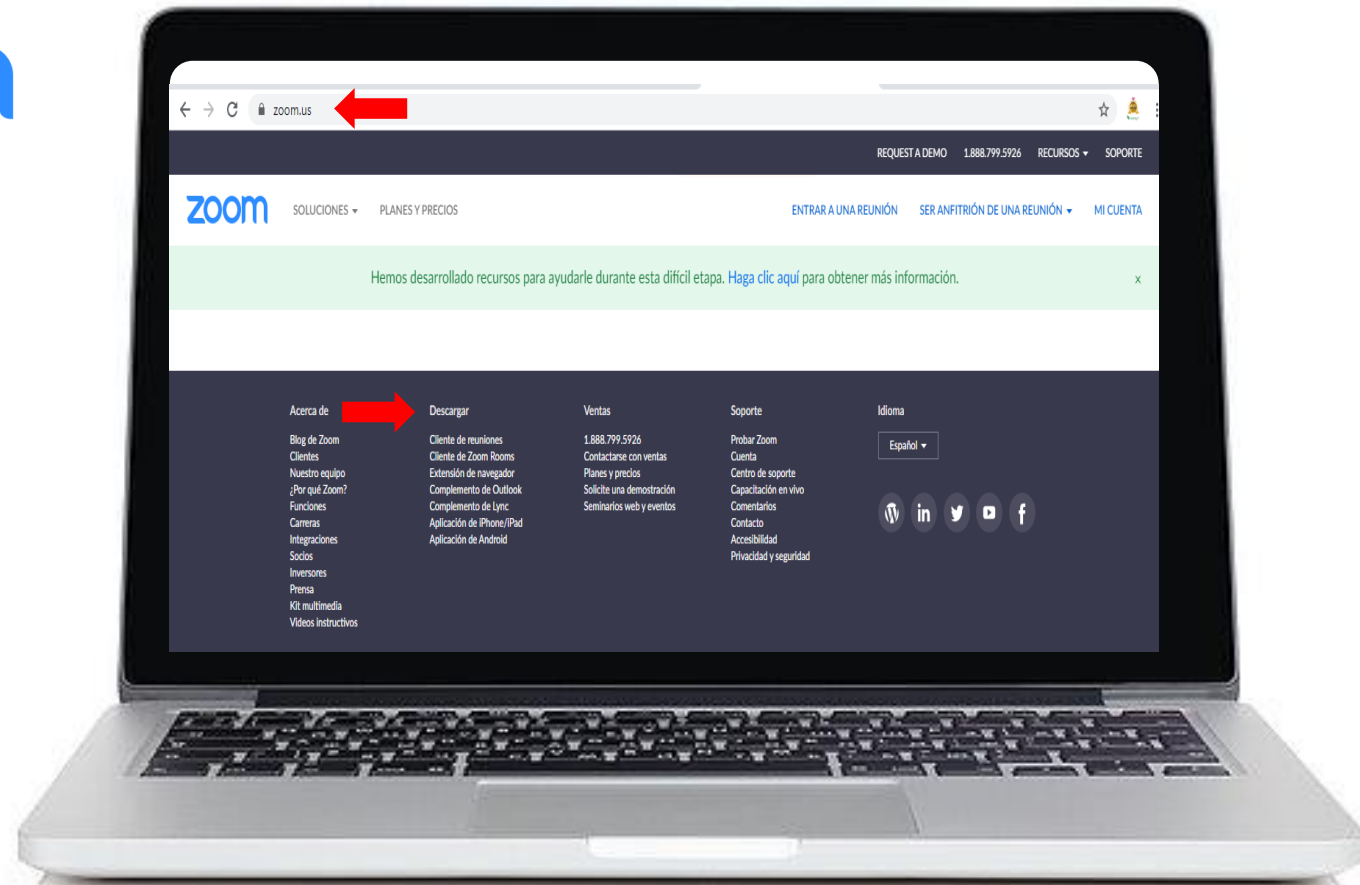 zoom.us
REQUEST A DEMO 1.888.799.5926 RECURSOS SOPORTE
zoom SOLUCIONES PLANES Y PRECIOS ENTRAR A UNA REUNIÓN SER ANFITRIÓN DE UNA REUNIÓN MI CUENTA
Hemos desarrollado recursos para ayudarle durante esta difícil etapa. Haga clic aquí para obtener más información. x
Acerca de
Blog de Zoom
Clientes
Nuestro equipo
¿Por qué Zoom?
Funciones
Carreras
Integraciones
Socios
Inversores
Prensa
Kit multimedia
Videos instructivos
Descargar
Cliente de reuniones
Cliente de Zoom Rooms
Extensión de navegador
Complemento de Outlook
Complemento de Lync
Aplicación de iPhone/iPad
Aplicación de Android
Ventas
1.888.799.5926
Contactarse con ventas
Planes y precios
Solicite una demostración
Seminarios web y eventos
Soporte
Probar Zoom
Cuenta
Centro de soporte
Capacitación en vivo
Comentarios
Contacto
Accesibilidad
Privacidad y seguridad
Idioma
Español